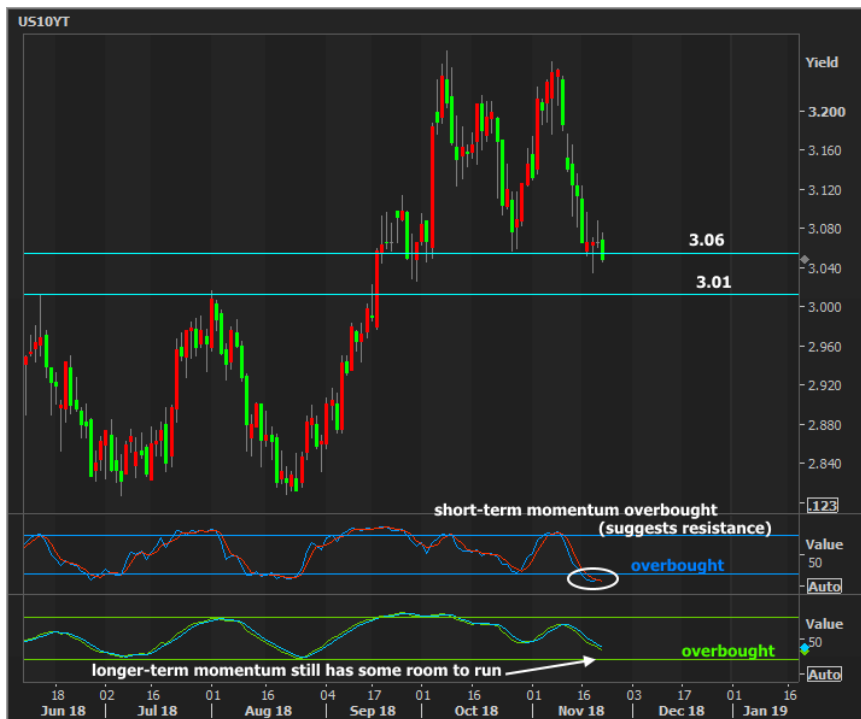 US10YT
Yield
3.200
3.160
3.120
3.080
3.06
3.040
3.01
3.000
2.960
2.920
2.880
2.840
.123
short-term momentum overbought
(suggests resistance)
Value
50
overbought
Auto
Value
50
overbought
longer-term momentum still has some room to run
Auto
18 02 16 01 16 04 17 01 16 01 16 03 17 01 16
Jun 18 Jul 18 Aug 18 Sep 18 Oct 18 Nov 18 Dec 18 Jan 19